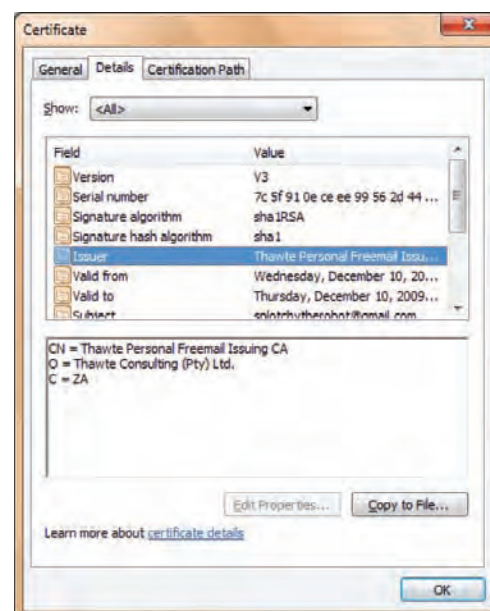 Certificate
General Details Certification Path
Show: <All>
Field Value
Version V3
Serial number 7c 5f 91 0e ce ee 99 56 2d 44 ...
Signature algorithm sha1RSA
Signature hash algorithm sha1
Issuer Thawte Personal Freemail Issu...
Valid from Wednesday, December 10, 20...
Valid to Thursday, December 10, 2009...
Subject splotchytherobot@gmail.com
CN = Thawte Personal Freemail Issuing CA
O = Thawte Consulting (Pty) Ltd.
C = ZA
Edit Properties... Copy to File...
Learn more about certificate details
OK